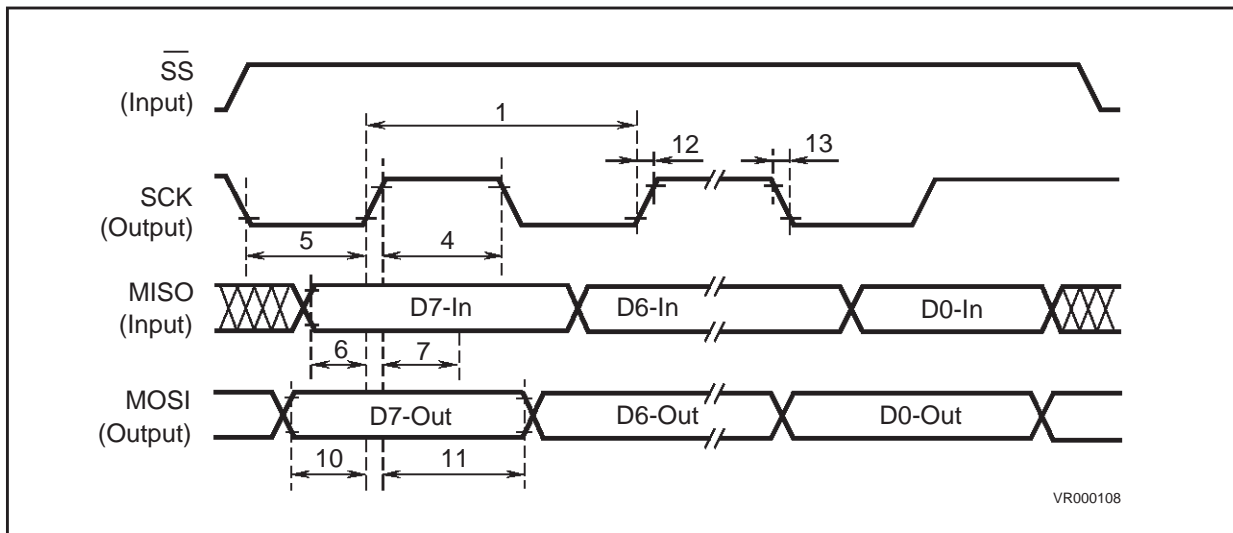 SS
(Input)
1
12
13
SCK
(Output)
5
4
MISO
(Input)
D7-In
D6-In
D0-In
6
7
MOSI
(Output)
D7-Out
D6-Out
D0-Out
10
11
VR000108